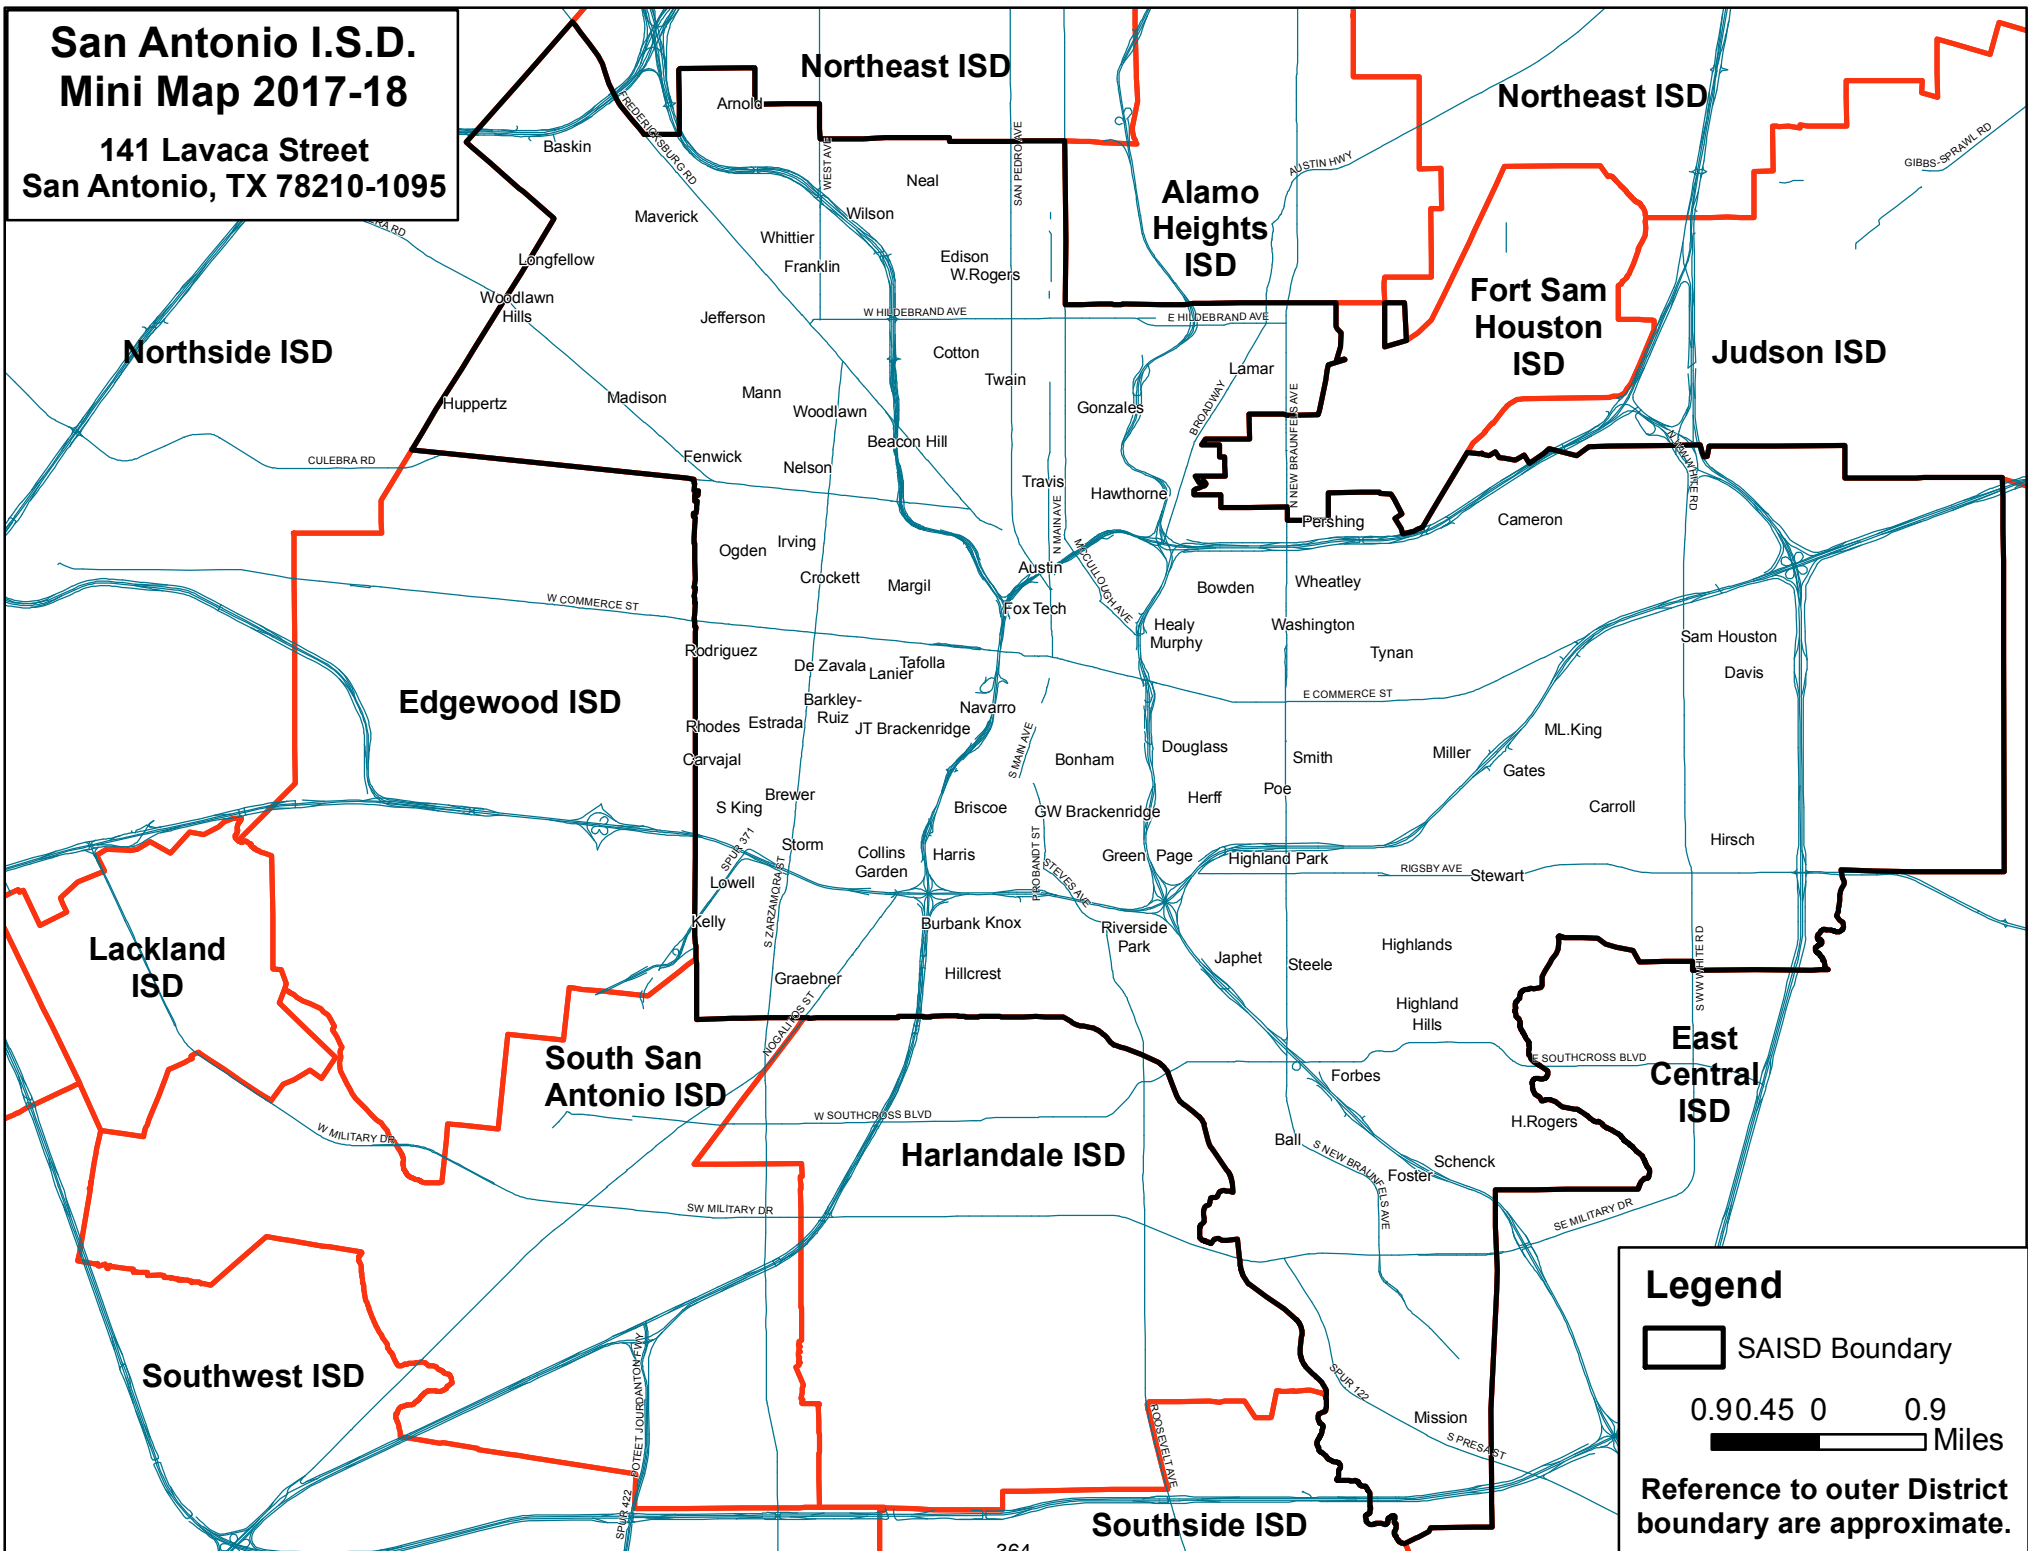 San Antonio I.S.D.
Mini Map 2017-18
141 Lavaca Street
San Antonio, TX 78210-1095
Northeast ISD
Northeast ISD
Arnold
FREDERICKSBURG RD
Baskin
WEST AVE
SAN PEDRO AVE
AUSTIN HWY
GIBBS-SPRAWL RD
Neal
Alamo
Heights
ISD
Maverick
Wilson
RA RD
Whittier
Longfellow
Franklin
Edison
W.Rogers
Woodlawn
Hills
Fort Sam
Houston
ISD
Jefferson
W HILDEBRAND AVE
E HILDEBRAND AVE
Northside ISD
Judson ISD
Cotton
Lamar
Twain
Huppertz
Madison
Mann
Woodlawn
Gonzales
BROADWAY
N NEW BRAUNFELS AVE
Beacon Hill
CULEBRA RD
Fenwick
Nelson
N WW WHITE RD
Travis
Hawthorne
N MAIN AVE
Pershing
Cameron
Ogden
Irving
MCCULLOUGH AVE
Crockett
Margil
Austin
Bowden
Wheatley
W COMMERCE ST
Fox Tech
Healy
Murphy
Washington
Sam Houston
Rodriguez
Tynan
De Zavala
Lanier
Tafolla
Davis
Edgewood ISD
Barkley-
Ruiz
E COMMERCE ST
Navarro
Rhodes
Estrada
JT Brackenridge
ML.King
S MAIN AVE
Carvajal
Bonham
Douglass
Smith
Miller
Gates
Brewer
S King
Briscoe
GW Brackenridge
Herff
Poe
Carroll
SPUR 371
Storm
Collins
Garden
Harris
PROBANDT ST
STEVES AVE
Green
Page
Highland Park
Hirsch
RIGSBY AVE
Stewart
Lowell
S ZARZAMORA ST
Kelly
Burbank
Knox
Riverside
Park
Lackland
ISD
Highlands
S WW WHITE RD
Japhet
Steele
Graebner
Hillcrest
Highland
Hills
NOGALITOS ST
South San
Antonio ISD
East
Central
ISD
E SOUTHCROSS BLVD
Forbes
W SOUTHCROSS BLVD
H.Rogers
W MILITARY DR
Harlandale ISD
Ball
S NEW BRAUNFELS AVE
Schenck
Foster
SW MILITARY DR
SE MILITARY DR
Legend
SAISD Boundary
0.9 0.45 0 0.9
Miles
Reference to outer District
boundary are approximate.
Southwest ISD
POTEET JOURDANTON FWY
SPUR 122
Mission
S PRESA ST
ROOSEVELT AVE
SPUR 422
Southside ISD